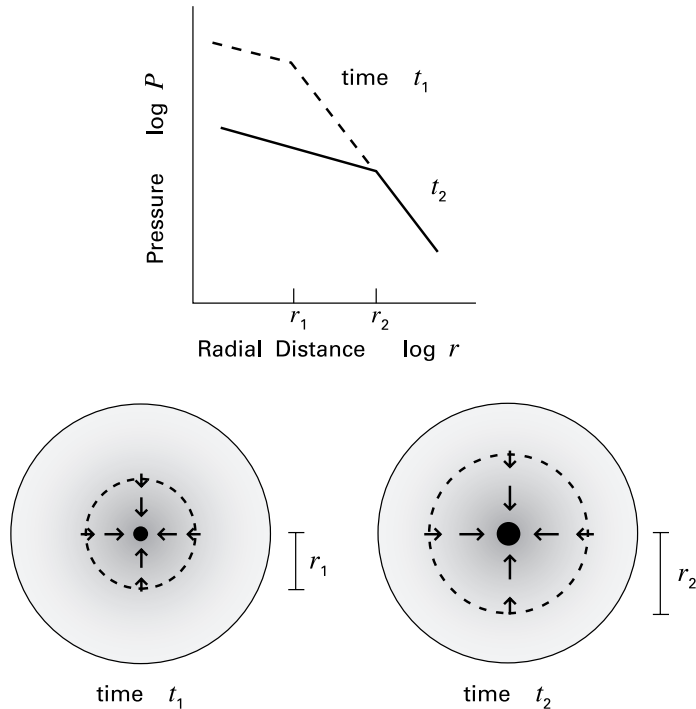 Pressure log P
time t₁
t₂
r₁ r₂
Radial Distance log r
r₁
r₂
time t₁
time t₂